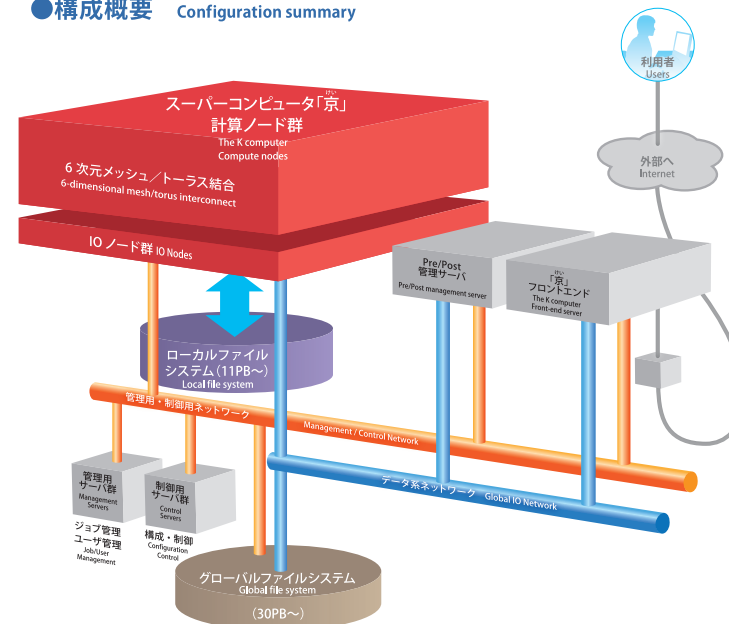 ●構成概要 Configuration summary
利用者
Users
外部へ
Internet
けい
スーパーコンピュータ「京」
計算ノード群
The K computer
Compute nodes
6 次元メッシュ／トーラス結合
6-dimensional mesh/torus interconnect
IO ノード群 IO Nodes
Pre/Post
管理サーバ
Pre/Post management server
けい
「京」
フロントエンド
The K computer
Front-end server
ローカルファイル
システム(11PB〜)
Local file system
管理用・制御用ネットワーク Management / Control Network
データ系ネットワーク Global IO Network
管理用
サーバ群
Management
Servers
ジョブ管理
ユーザ管理
Job/User
Management
制御用
サーバ群
Control
Servers
構成・制御
Configuration
Control
グローバルファイルシステム
Global file system
(30PB〜)